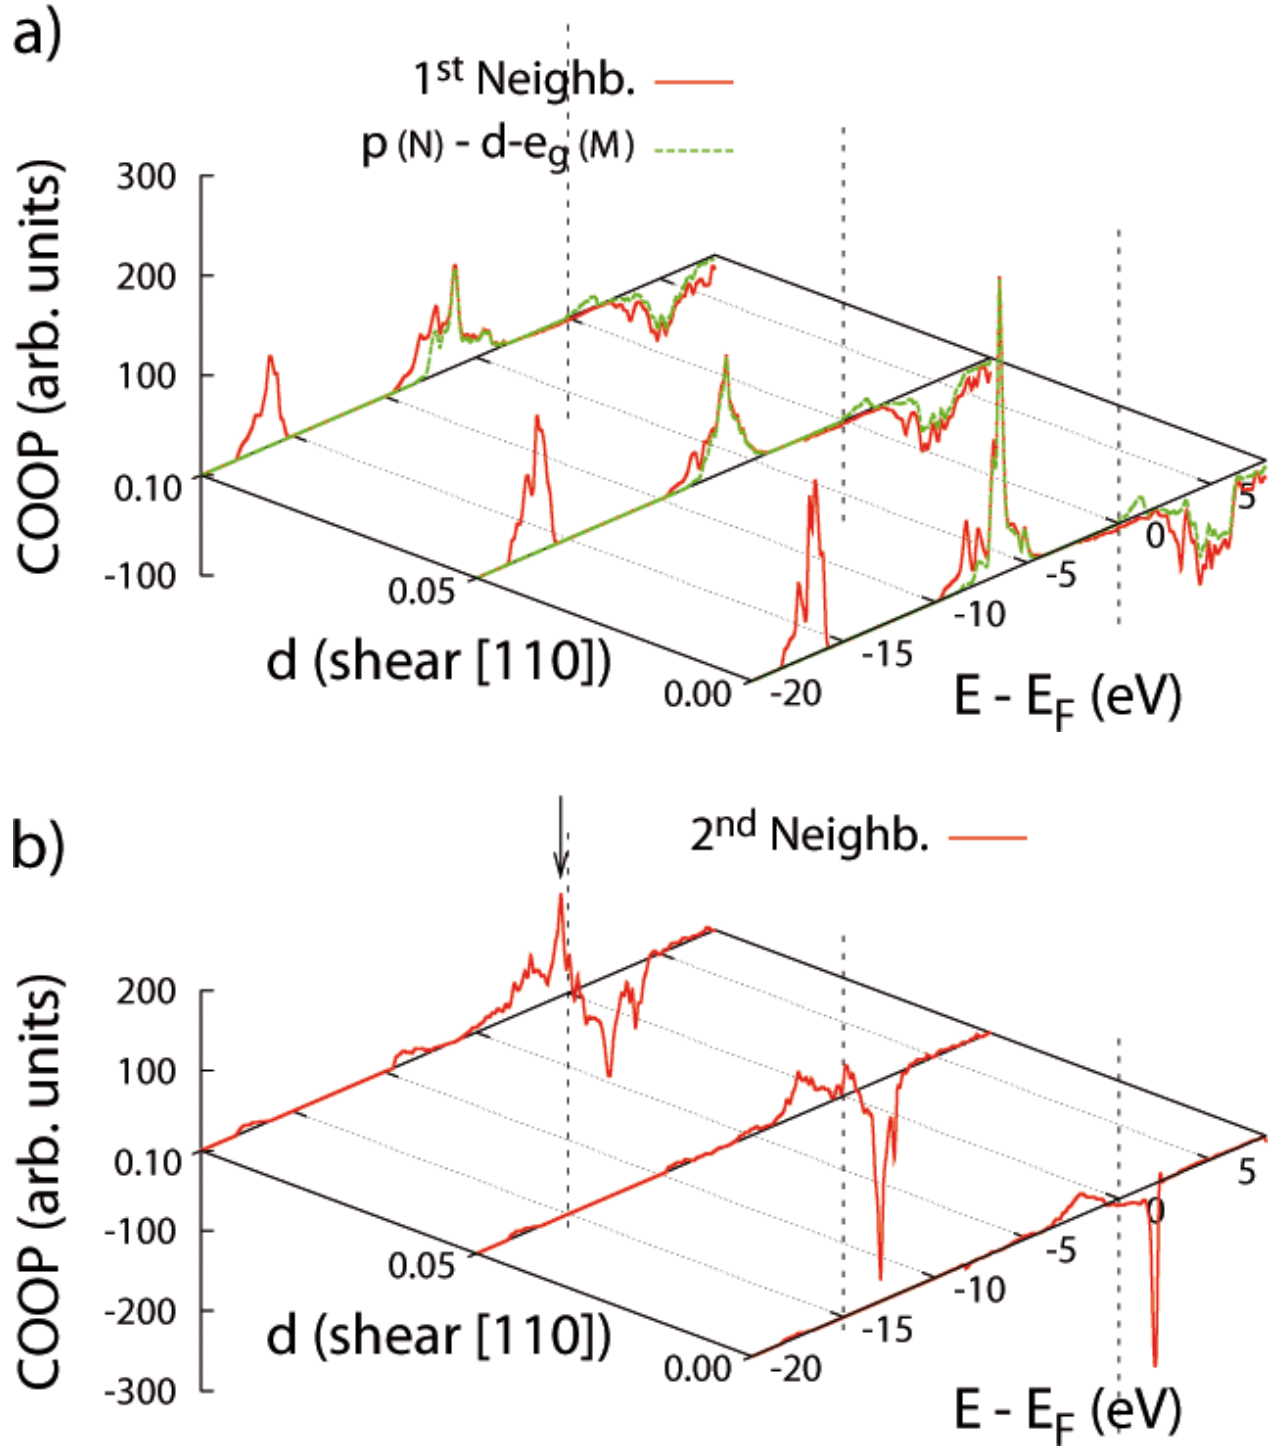 a)
1st Neighb.
p (N) - d-eg (M)
COOP (arb. units)
300
200
100
0.10
-100
0.05
0.00
d (shear [110])
-20
-15
-10
-5
0
5
E - EF (eV)
b)
2nd Neighb.
COOP (arb. units)
200
100
0.10
-100
-200
-300
0.05
0.00
d (shear [110])
-20
-15
-10
-5
0
5
E - EF (eV)